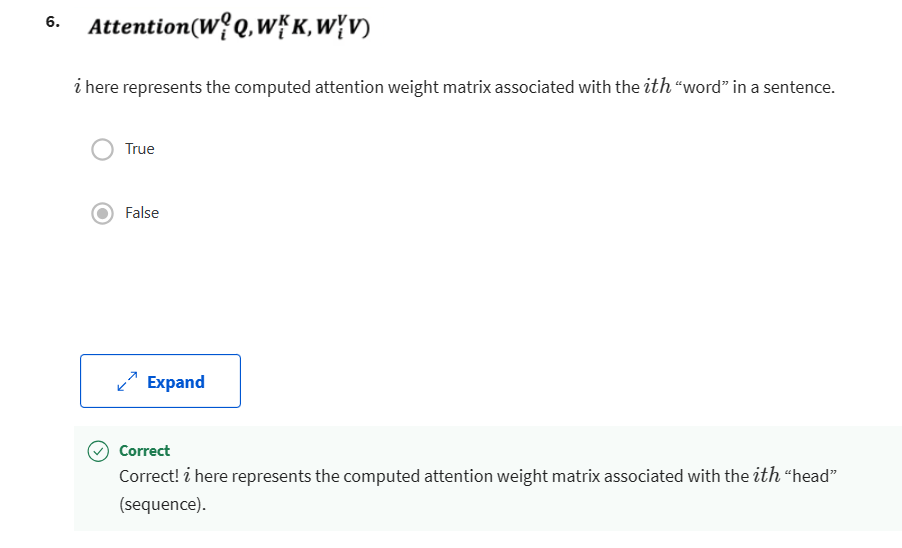 6. Attention(W_i^Q Q, W_i^K K, W_i^V V)
i here represents the computed attention weight matrix associated with the ith “word” in a sentence.
True
False
Expand
Correct
Correct! i here represents the computed attention weight matrix associated with the ith “head”
(sequence).